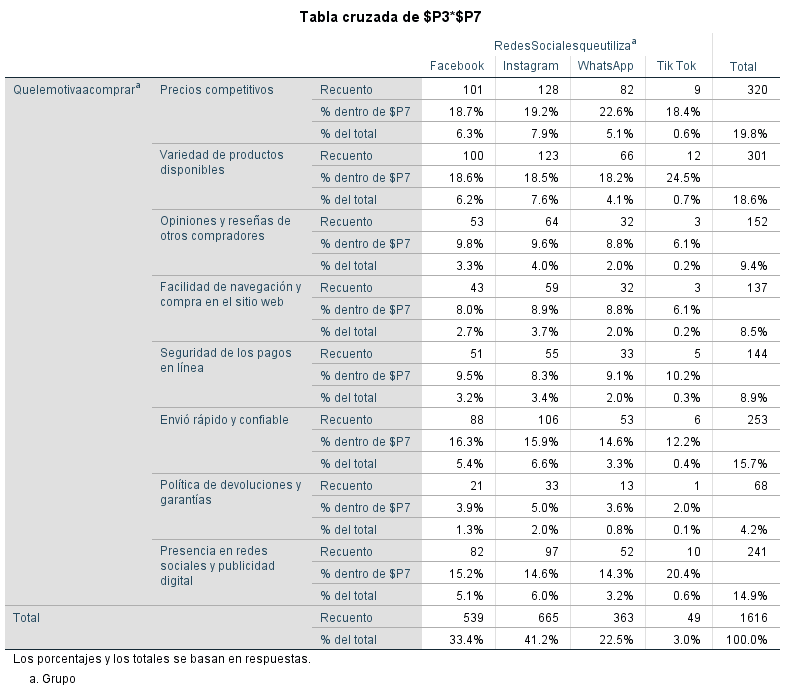 Tabla cruzada de $P3*$P7
RedesSocialesqueutilizaᵃ
Facebook Instagram WhatsApp Tik Tok Total
Quelemotivaacomprarᵃ Precios competitivos Recuento 101 128 82 9 320
% dentro de $P7 18.7% 19.2% 22.6% 18.4%
% del total 6.3% 7.9% 5.1% 0.6% 19.8%
Variedad de productos disponibles Recuento 100 123 66 12 301
% dentro de $P7 18.6% 18.5% 18.2% 24.5%
% del total 6.2% 7.6% 4.1% 0.7% 18.6%
Opiniones y reseñas de otros compradores Recuento 53 64 32 3 152
% dentro de $P7 9.8% 9.6% 8.8% 6.1%
% del total 3.3% 4.0% 2.0% 0.2% 9.4%
Facilidad de navegación y compra en el sitio web Recuento 43 59 32 3 137
% dentro de $P7 8.0% 8.9% 8.8% 6.1%
% del total 2.7% 3.7% 2.0% 0.2% 8.5%
Seguridad de los pagos en línea Recuento 51 55 33 5 144
% dentro de $P7 9.5% 8.3% 9.1% 10.2%
% del total 3.2% 3.4% 2.0% 0.3% 8.9%
Envió rápido y confiable Recuento 88 106 53 6 253
% dentro de $P7 16.3% 15.9% 14.6% 12.2%
% del total 5.4% 6.6% 3.3% 0.4% 15.7%
Política de devoluciones y garantías Recuento 21 33 13 1 68
% dentro de $P7 3.9% 5.0% 3.6% 2.0%
% del total 1.3% 2.0% 0.8% 0.1% 4.2%
Presencia en redes sociales y publicidad digital Recuento 82 97 52 10 241
% dentro de $P7 15.2% 14.6% 14.3% 20.4%
% del total 5.1% 6.0% 3.2% 0.6% 14.9%
Total Recuento 539 665 363 49 1616
% del total 33.4% 41.2% 22.5% 3.0% 100.0%
Los porcentajes y los totales se basan en respuestas.
a. Grupo